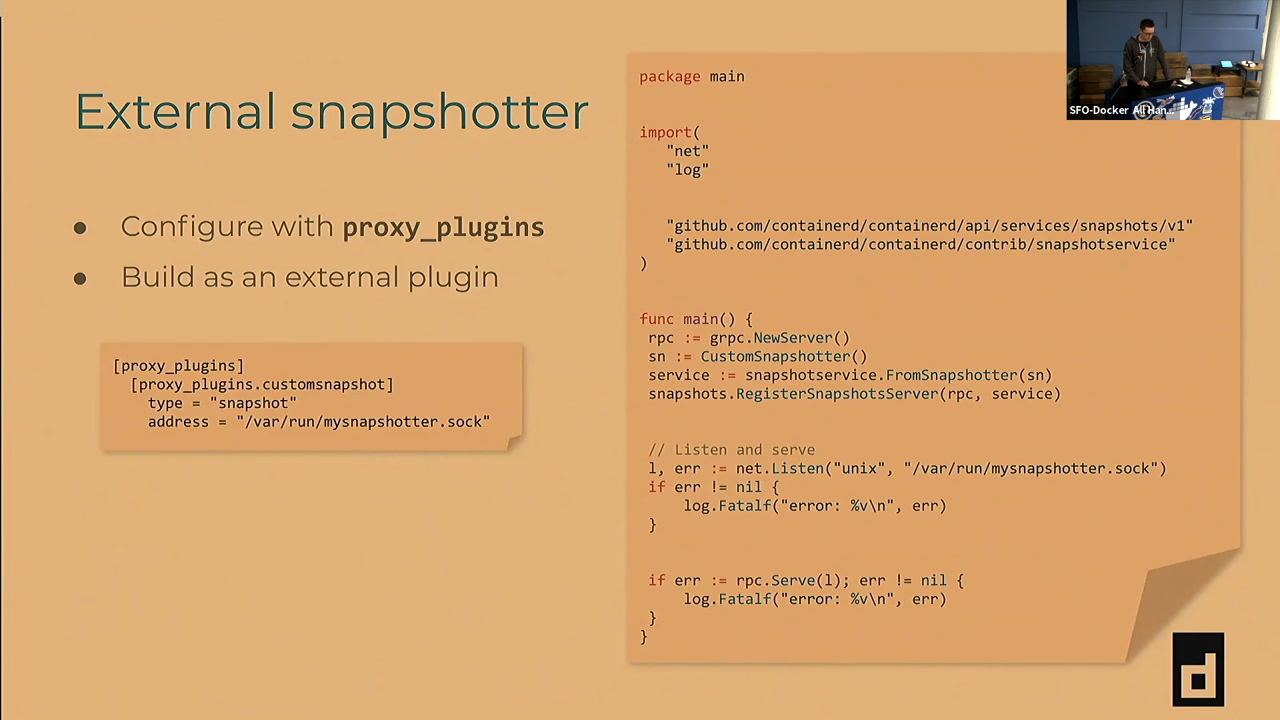 External snapshotter
● Configure with proxy_plugins
● Build as an external plugin
[proxy_plugins]
  [proxy_plugins.customsnapshot]
    type = "snapshot"
    address = "/var/run/mysnapshotter.sock"
package main
import(
   "net"
   "log"
   "github.com/containerd/containerd/api/services/snapshots/v1"
   "github.com/containerd/containerd/contrib/snapshotservice"
)
func main() {
 rpc := grpc.NewServer()
 sn := CustomSnapshotter()
 service := snapshotservice.FromSnapshotter(sn)
 snapshots.RegisterSnapshotsServer(rpc, service)
 // Listen and serve
 l, err := net.Listen("unix", "/var/run/mysnapshotter.sock")
 if err != nil {
     log.Fatalf("error: %v\n", err)
 }
 if err := rpc.Serve(l); err != nil {
     log.Fatalf("error: %v\n", err)
 }
}
SFO-Docker All Han...
d